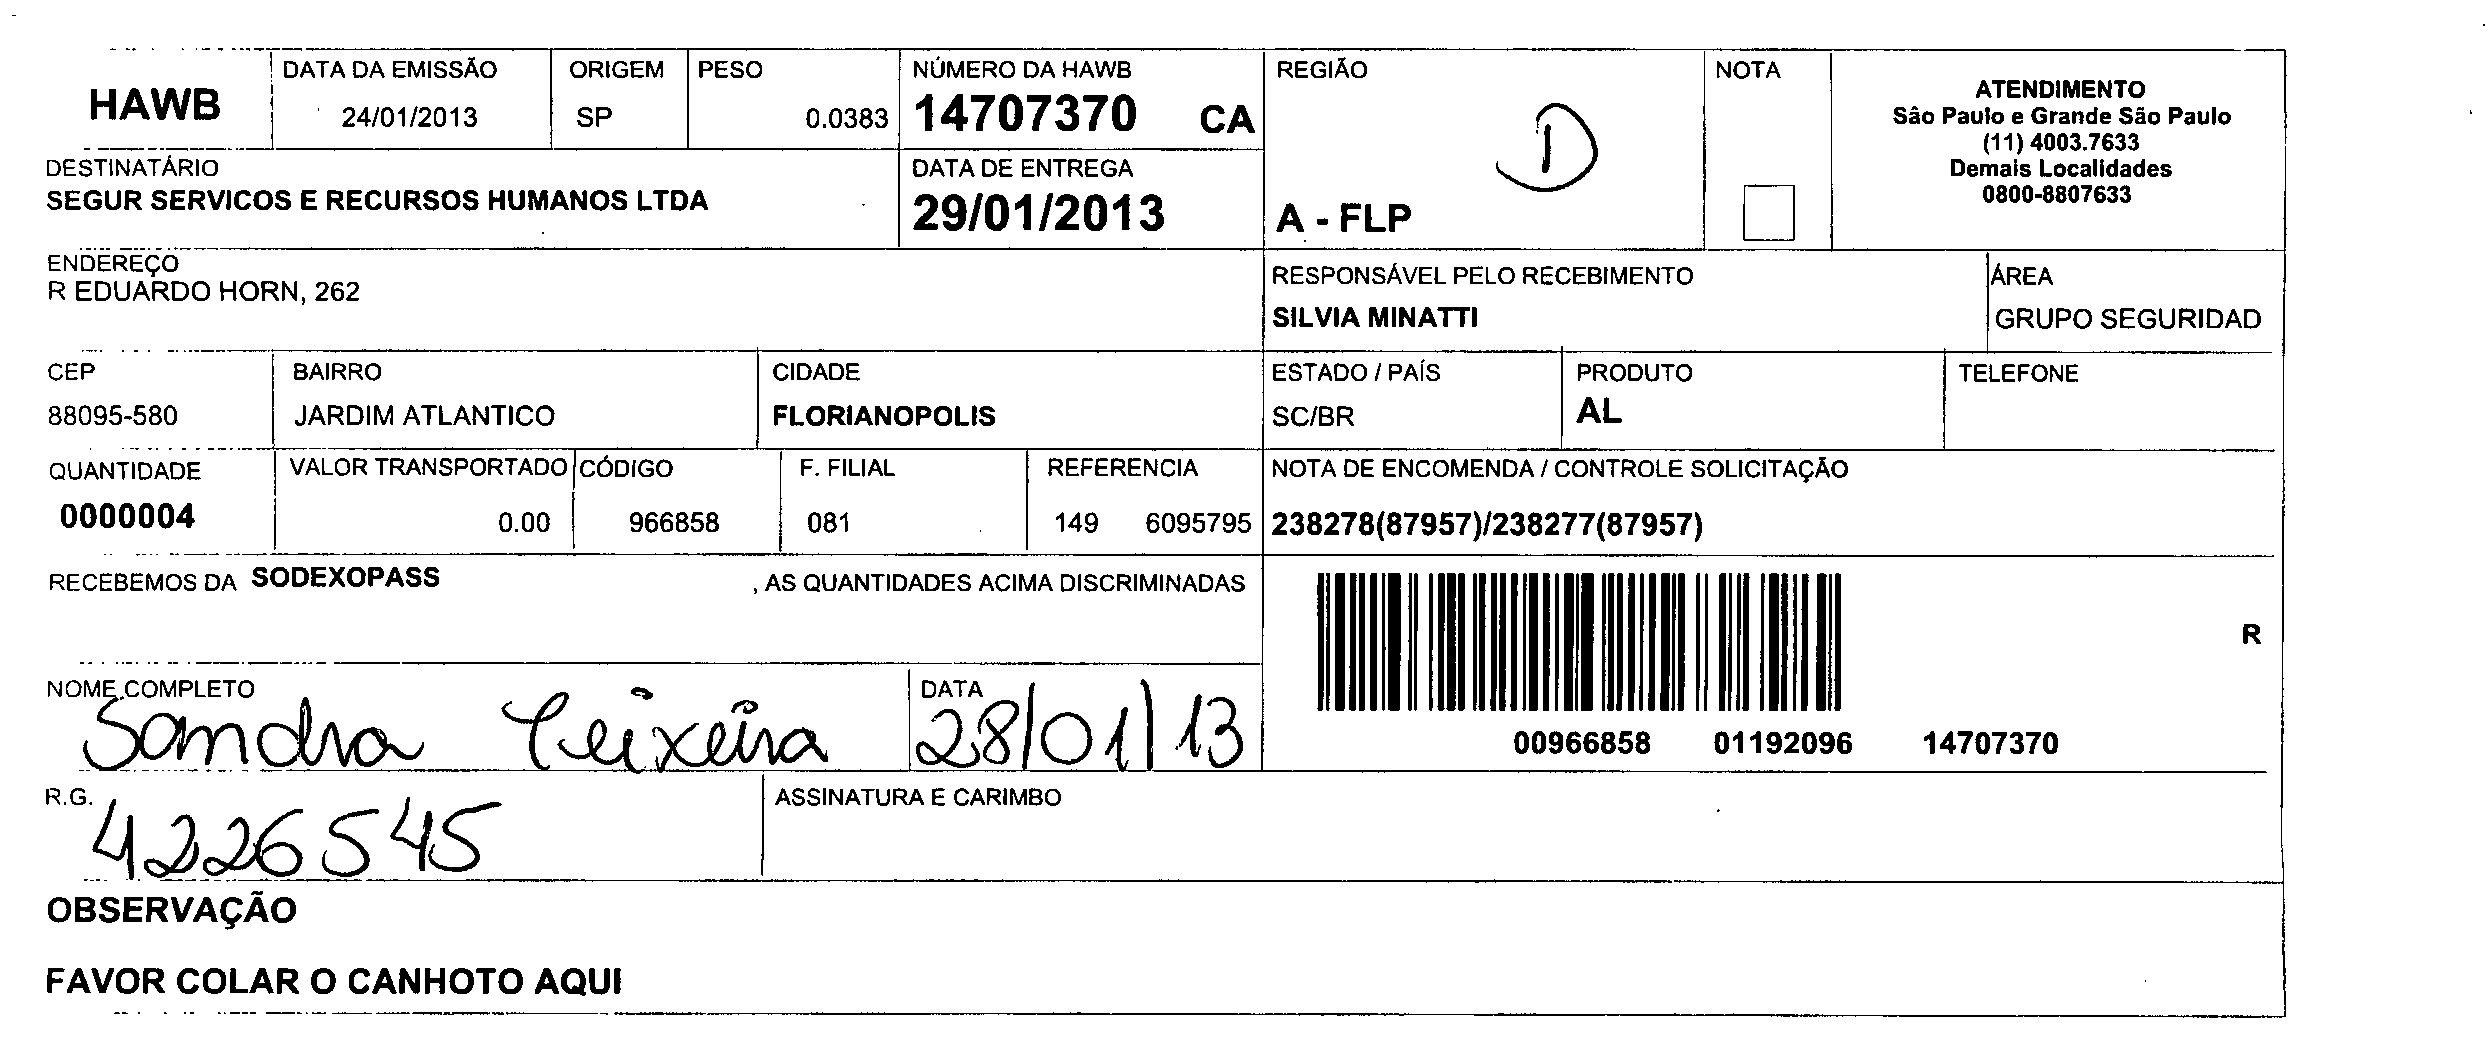 HAWB
DATA DA EMISSÃO
24/01/2013
ORIGEM
SP
PESO
0.0383
NÚMERO DA HAWB
14707370 CA
REGIÃO
D
A - FLP
NOTA
ATENDIMENTO
São Paulo e Grande São Paulo
(11) 4003.7633
Demais Localidades
0800-8807633
DESTINATÁRIO
SEGUR SERVICOS E RECURSOS HUMANOS LTDA
DATA DE ENTREGA
29/01/2013
ENDEREÇO
R EDUARDO HORN, 262
RESPONSÁVEL PELO RECEBIMENTO
SILVIA MINATTI
ÁREA
GRUPO SEGURIDAD
CEP
88095-580
BAIRRO
JARDIM ATLANTICO
CIDADE
FLORIANOPOLIS
ESTADO / PAÍS
SC/BR
PRODUTO
AL
TELEFONE
QUANTIDADE
0000004
VALOR TRANSPORTADO
0.00
CÓDIGO
966858
F. FILIAL
081
REFERENCIA
149 6095795
NOTA DE ENCOMENDA / CONTROLE SOLICITAÇÃO
238278(87957)/238277(87957)
RECEBEMOS DA SODEXOPASS , AS QUANTIDADES ACIMA DISCRIMINADAS
R
00966858 01192096 14707370
NOME COMPLETO
Sandra Teixeira
DATA
28/01/13
R.G.
4226545
ASSINATURA E CARIMBO
OBSERVAÇÃO
FAVOR COLAR O CANHOTO AQUI